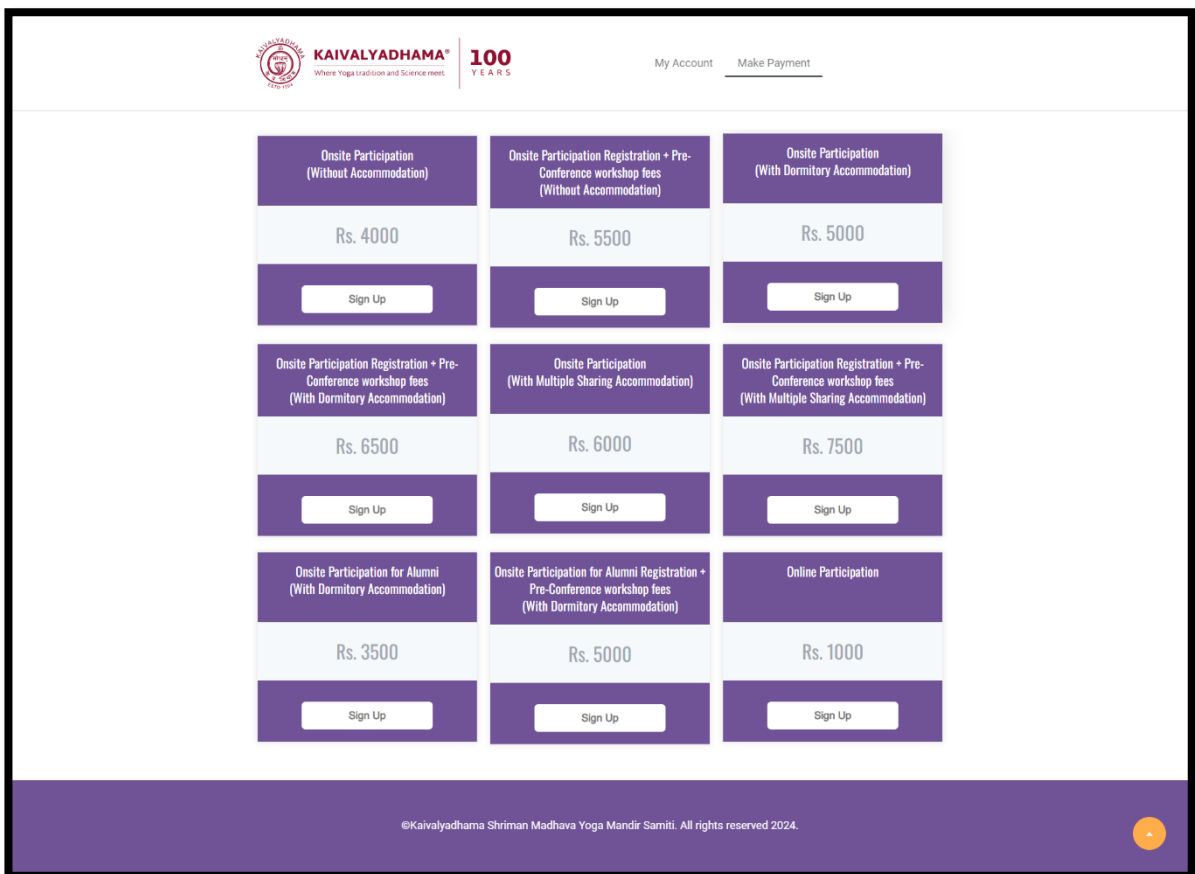 KAIVALYADHAMA®
Where Yoga tradition and Science meet
100
YEARS
My Account
Make Payment
Onsite Participation
(Without Accommodation)
Rs. 4000
Sign Up
Onsite Participation Registration + Pre-
Conference workshop fees
(Without Accommodation)
Rs. 5500
Sign Up
Onsite Participation
(With Dormitory Accommodation)
Rs. 5000
Sign Up
Onsite Participation Registration + Pre-
Conference workshop fees
(With Dormitory Accommodation)
Rs. 6500
Sign Up
Onsite Participation
(With Multiple Sharing Accommodation)
Rs. 6000
Sign Up
Onsite Participation Registration + Pre-
Conference workshop fees
(With Multiple Sharing Accommodation)
Rs. 7500
Sign Up
Onsite Participation for Alumni
(With Dormitory Accommodation)
Rs. 3500
Sign Up
Onsite Participation for Alumni Registration +
Pre-Conference workshop fees
(With Dormitory Accommodation)
Rs. 5000
Sign Up
Online Participation
Rs. 1000
Sign Up
©Kaivalyadhama Shriman Madhava Yoga Mandir Samiti. All rights reserved 2024.